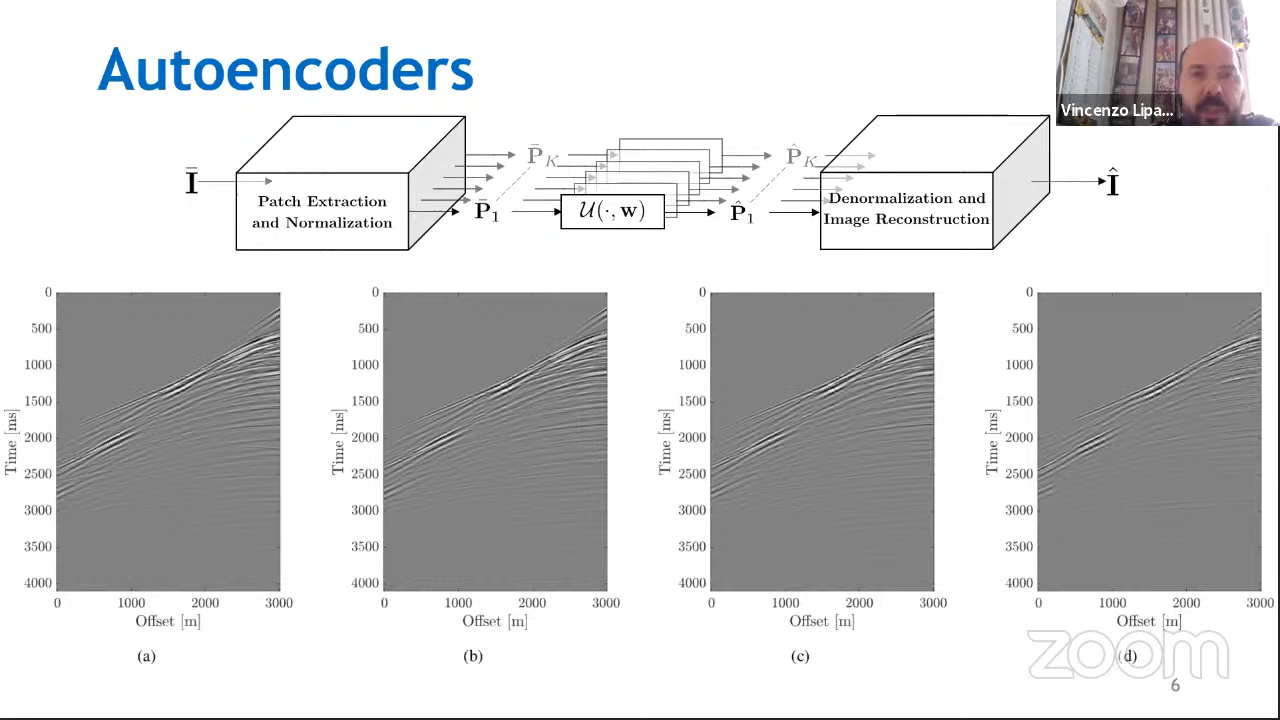 Autoencoders
Vincenzo Lipa...
Ī
Patch Extraction
and Normalization
P̄_K
P̄_1
𝒰(·, w)
P̂_K
P̂_1
Denormalization and
Image Reconstruction
Î
0
500
1000
1500
2000
2500
3000
3500
4000
Time [ms]
0 1000 2000 3000
Offset [m]
(a)
0
500
1000
1500
2000
2500
3000
3500
4000
Time [ms]
0 1000 2000 3000
Offset [m]
(b)
0
500
1000
1500
2000
2500
3000
3500
4000
Time [ms]
0 1000 2000 3000
Offset [m]
(c)
0
500
1000
1500
2000
2500
3000
3500
4000
Time [ms]
0 1000 2000 3000
Offset [m]
(d)
zoom
6